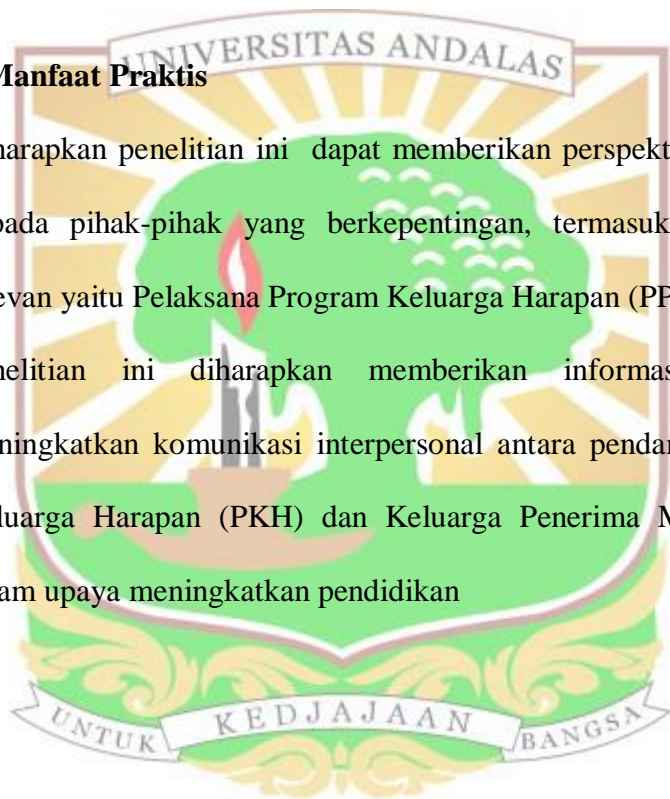 UNIVERSITAS ANDALAS
Manfaat Praktis
harapkan penelitian ini dapat memberikan perspekt
pada pihak-pihak yang berkepentingan, termasuk
evan yaitu Pelaksana Program Keluarga Harapan (PP
nelitian ini diharapkan memberikan informas
ningkatkan komunikasi interpersonal antara penda
luarga Harapan (PKH) dan Keluarga Penerima M
am upaya meningkatkan pendidikan
UNTUK KEDJAJAAN BANGSA